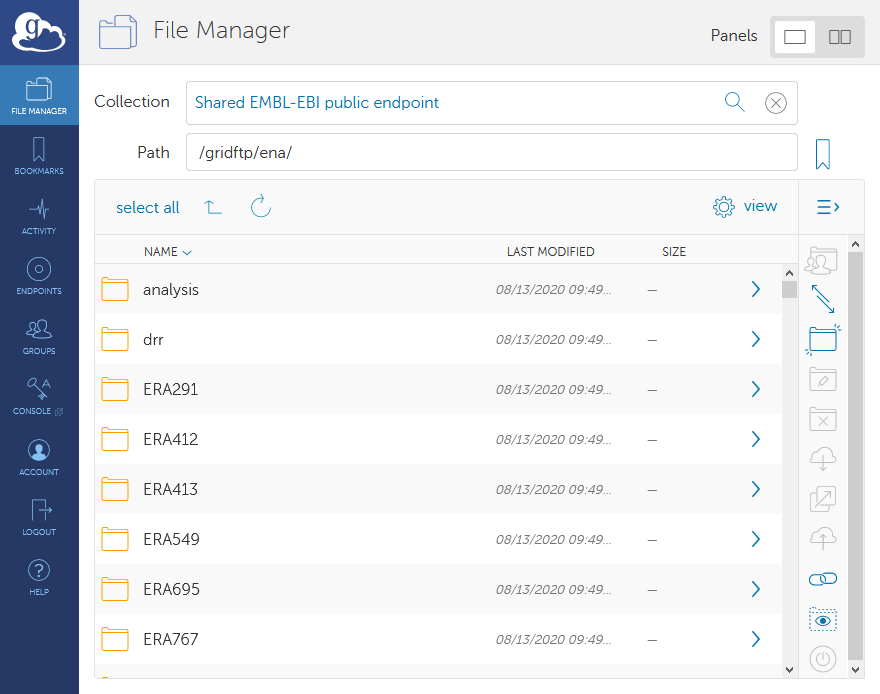 g
File Manager
Panels
FILE MANAGER
BOOKMARKS
ACTIVITY
ENDPOINTS
GROUPS
CONSOLE
ACCOUNT
LOGOUT
? HELP
Collection Shared EMBL-EBI public endpoint
Path /gridftp/ena/
select all view
NAME LAST MODIFIED SIZE
analysis 08/13/2020 09:49... —
drr 08/13/2020 09:49... —
ERA291 08/13/2020 09:49... —
ERA412 08/13/2020 09:49... —
ERA413 08/13/2020 09:49... —
ERA549 08/13/2020 09:49... —
ERA695 08/13/2020 09:49... —
ERA767 08/13/2020 09:49... —